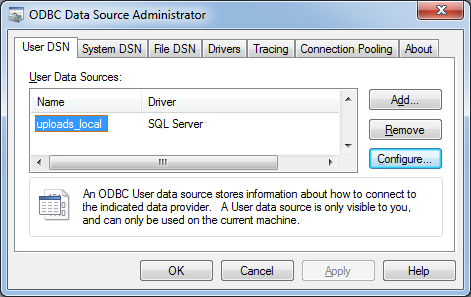 ODBC Data Source Administrator
User DSN System DSN File DSN Drivers Tracing Connection Pooling About
User Data Sources:
Name Driver
uploads_local SQL Server
Add...
Remove
Configure...
An ODBC User data source stores information about how to connect
to the indicated data provider. A User data source is only visible to you,
and can only be used on the current machine.
OK Cancel Apply Help